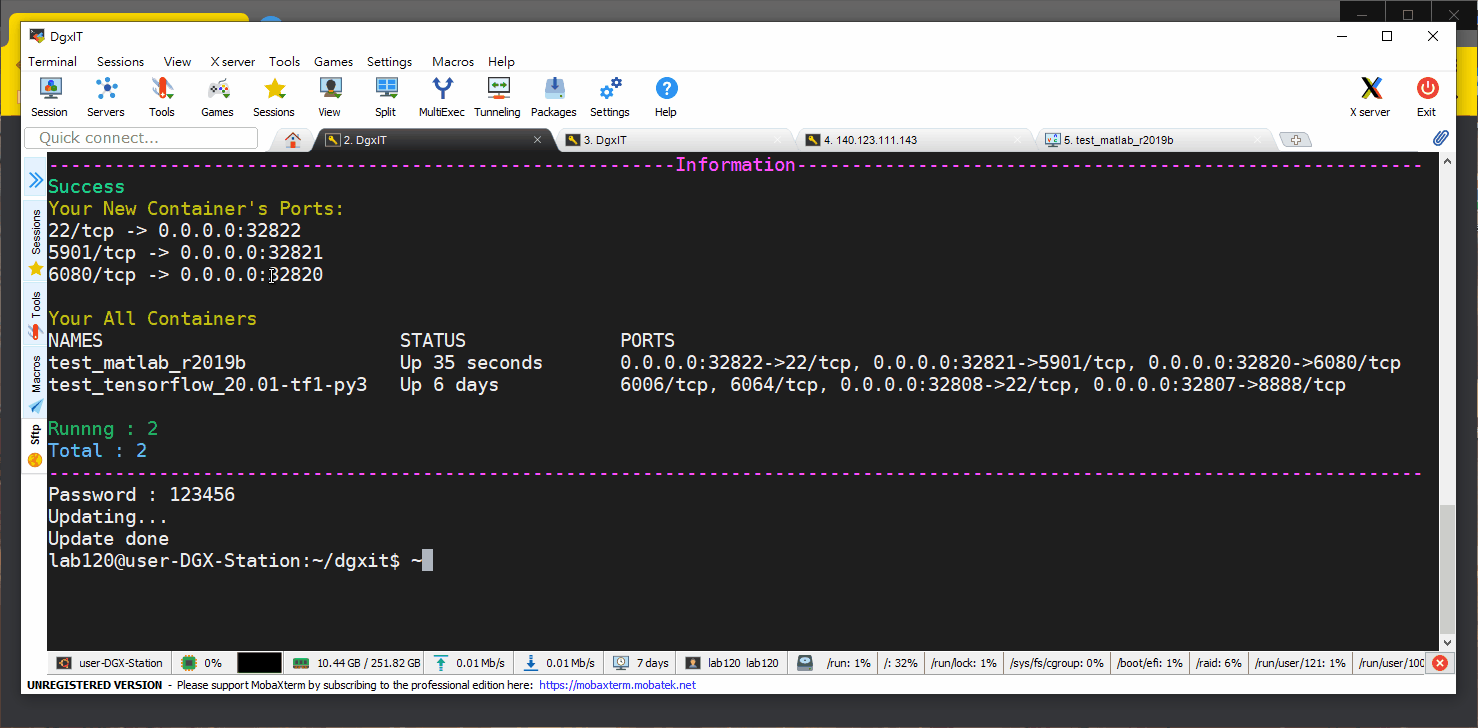 DgxIT
Terminal Sessions View X server Tools Games Settings Macros Help
Session Servers Tools Games Sessions View Split MultiExec Tunneling Packages Settings Help X server Exit
Quick connect... 2. DgxIT 3. DgxIT 4. 140.123.111.143 5. test_matlab_r2019b
Sessions
Tools
Macros
Sftp
---------------------------------------------------------Information---------------------------------------------------------
Success
Your New Container's Ports:
22/tcp -> 0.0.0.0:32822
5901/tcp -> 0.0.0.0:32821
6080/tcp -> 0.0.0.0:32820
Your All Containers
NAMES STATUS PORTS
test_matlab_r2019b Up 35 seconds 0.0.0.0:32822->22/tcp, 0.0.0.0:32821->5901/tcp, 0.0.0.0:32820->6080/tcp
test_tensorflow_20.01-tf1-py3 Up 6 days 6006/tcp, 6064/tcp, 0.0.0.0:32808->22/tcp, 0.0.0.0:32807->8888/tcp
Runnng : 2
Total : 2
-----------------------------------------------------------------------------------------------------------------------------
Password : 123456
Updating...
Update done
lab120@user-DGX-Station:~/dgxit$ ~
user-DGX-Station 0% 10.44 GB / 251.82 GB 0.01 Mb/s 0.01 Mb/s 7 days lab120 lab120 /run: 1% /: 32% /run/lock: 1% /sys/fs/cgroup: 0% /boot/efi: 1% /raid: 6% /run/user/121: 1% /run/user/100
UNREGISTERED VERSION - Please support MobaXterm by subscribing to the professional edition here: https://mobaxterm.mobatek.net